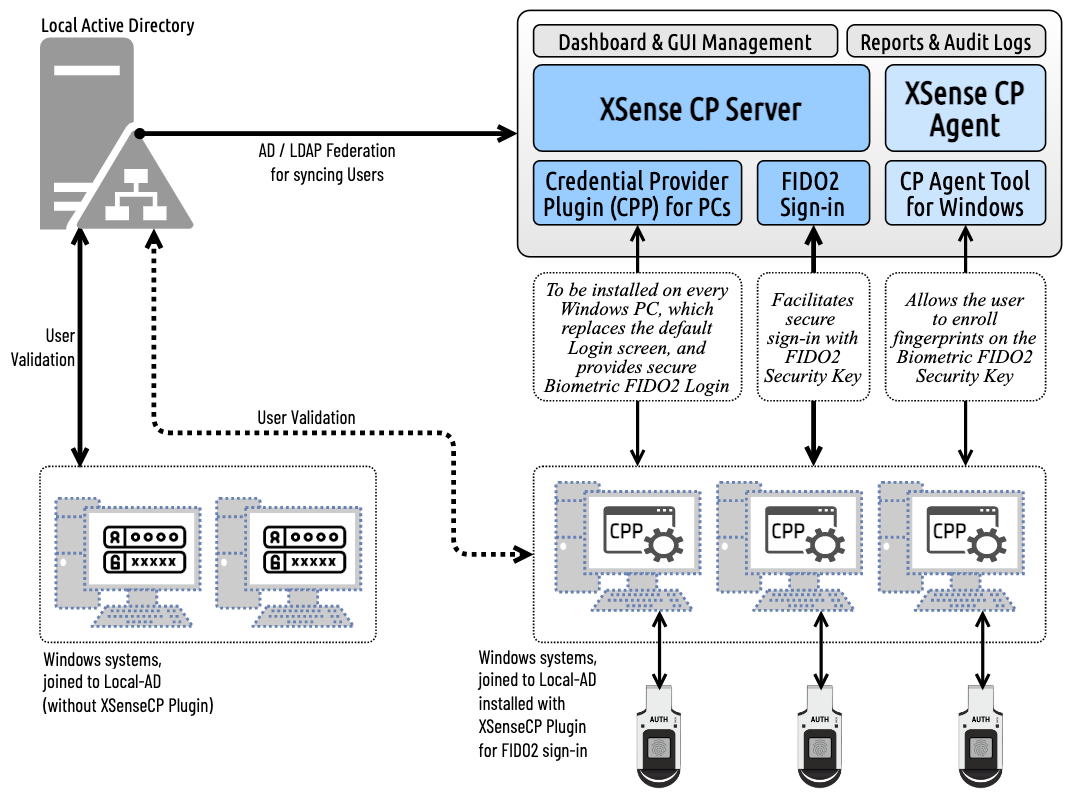 Local Active Directory
Dashboard & GUI Management
Reports & Audit Logs
XSense CP Server
XSense CP
Agent
AD / LDAP Federation
for syncing Users
Credential Provider
Plugin (CPP) for PCs
FIDO2
Sign-in
CP Agent Tool
for Windows
To be installed on every
Windows PC, which
replaces the default
Login screen, and
provides secure
Biometric FIDO2 Login
Facilitates
secure
sign-in with
FIDO2
Security Key
Allows the user
to enroll
fingerprints on the
Biometric FIDO2
Security Key
User
Validation
User Validation
CPP
CPP
CPP
XXXXX
XXXXX
Windows systems,
joined to Local-AD
(without XSenseCP Plugin)
Windows systems,
joined to Local-AD
installed with
XSenseCP Plugin
for FIDO2 sign-in
AUTH
AUTH
AUTH